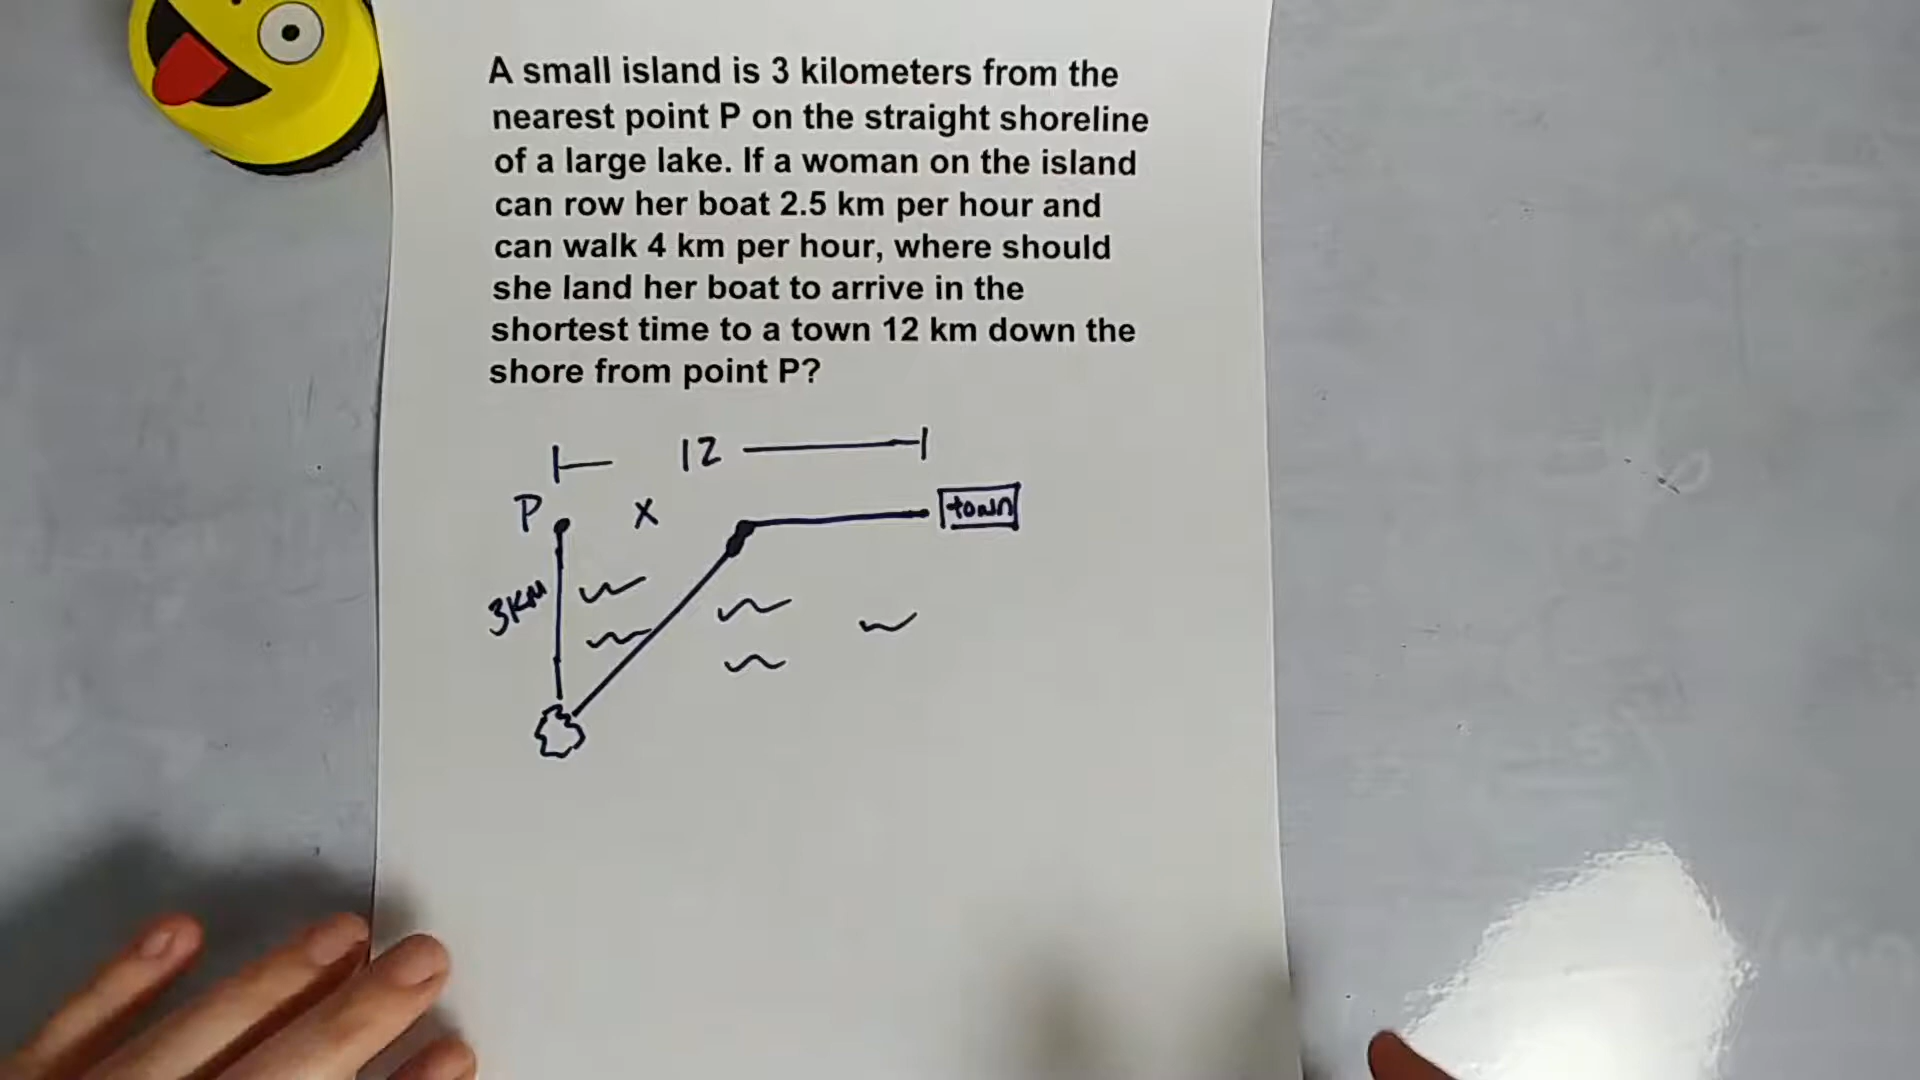 A small island is 3 kilometers from the
nearest point P on the straight shoreline
of a large lake. If a woman on the island
can row her boat 2.5 km per hour and
can walk 4 km per hour, where should
she land her boat to arrive in the
shortest time to a town 12 km down the
shore from point P?
12
P x town
3KM